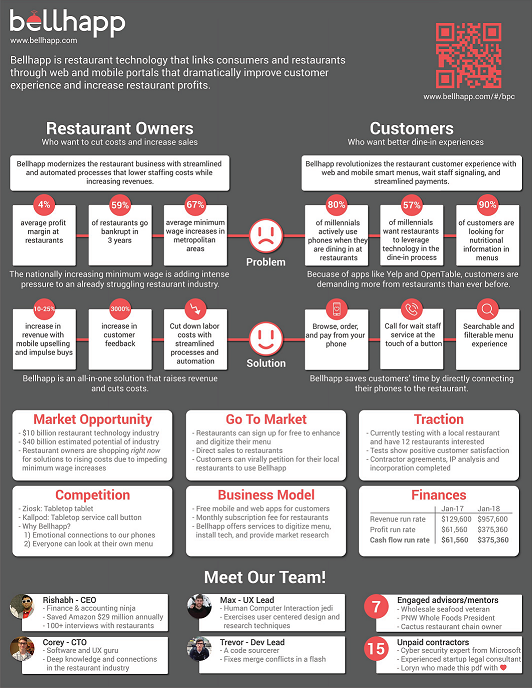 bellhapp
www.bellhapp.com
Bellhapp is restaurant technology that links consumers and restaurants
through web and mobile portals that dramatically improve customer
experience and increase restaurant profits.
www.bellhapp.com/#/bpc
Restaurant Owners
Who want to cut costs and increase sales
Bellhapp modernizes the restaurant business with streamlined
and automated processes that lower staffing costs while
increasing revenues.
4%
average profit
margin at
restaurants
59%
of restaurants go
bankrupt in
3 years
67%
average minimum
wage increases in
metropolitan
areas
The nationally increasing minimum wage is adding intense
pressure to an already struggling restaurant industry.
Problem
Customers
Who want better dine-in experiences
Bellhapp revolutionizes the restaurant customer experience with
web and mobile smart menus, wait staff signaling, and
streamlined payments.
80%
of millennials
actively use
phones when they
are dining in at
restaurants
57%
of millennials
want restaurants
to leverage
technology in the
dine-in process
90%
of customers are
looking for
nutritional
information in
menus
Becuase of apps like Yelp and OpenTable, customers are
demanding more from restaurants than ever before.
10-25%
increase in
revenue with
mobile upselling
and impulse buys
3000%
increase in
customer
feedback
Cut down labor
costs with
streamlined
processes and
automation
Bellhapp is an all-in-one solution that raises revenue
and cuts costs.
Solution
Browse, order,
and pay from your
phone
Call for wait staff
service at the
touch of a button
Searchable and
filterable menu
experience
Bellhapp saves customers' time by directly connecting
their phones to the restaurant.
Market Opportunity
- $10 billion restaurant technology industry
- $40 billion estimated potential of industry
- Restaurant owners are shopping right now
for solutions to rising costs due to impeding
minimum wage increases
Go To Market
- Restaurants can sign up for free to enhance
and digitize their menu
- Direct sales to restaurants
- Customers can virally petition for their local
restaurants to use Bellhapp
Traction
- Currently testing with a local restaurant
and have 12 restaurants interested
- Tests show positive customer satisfaction
- Contractor agreements, IP analysis and
incorporation completed
Competition
- Ziosk: Tabletop tablet
- Kallpod: Tabletop service call button
- Why Bellhapp?
1) Emotional connections to our phones
2) Everyone can look at their own menu
Business Model
- Free mobile and web apps for customers
- Monthly subscription fee for restaurants
- Bellhapp offers services to digitize menu,
install tech, and provide market research
Finances
Jan-17 Jan-18
Revenue run rate $129,600 $957,600
Profit run rate $61,560 $375,360
Cash flow run rate $61,560 $375,360
Meet Our Team!
Rishabh - CEO
- Finance & accounting ninja
- Saved Amazon $29 million annually
- 100+ interviews with restaurants
Max - UX Lead
- Human Computer Interaction jedi
- Exercises user centered design and
research techniques
7
Engaged advisors/mentors
- Wholesale seafood veteran
- PNW Whole Foods President
- Cactus restaurant chain owner
Corey - CTO
- Software and UX guru
- Deep knowledge and connections
in the restaurant industry
Trevor - Dev Lead
- A code sourcerer
- Fixes merge conflicts in a flash
15
Unpaid contractors
- Cyber security expert from Microsoft
- Experienced startup legal consultant
- Loryn who made this pdf with ❤